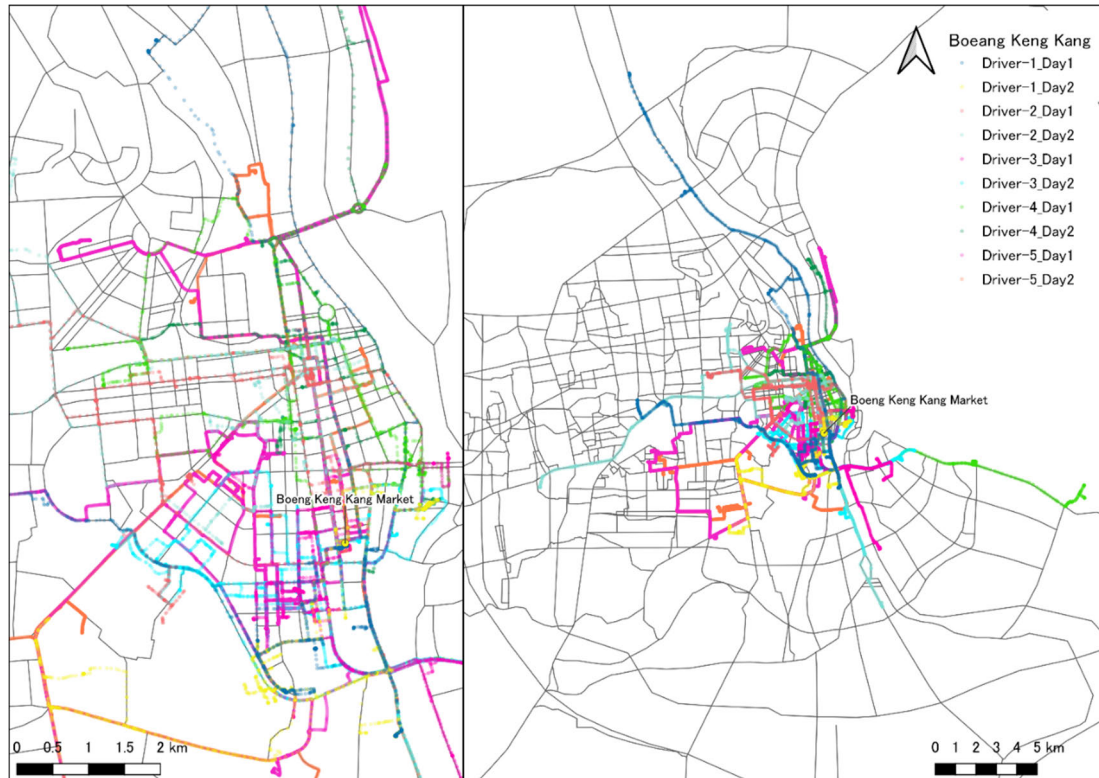 Boeng Keng Kang Market
0 0.5 1 1.5 2 km
Boeang Keng Kang
Driver-1_Day1
Driver-1_Day2
Driver-2_Day1
Driver-2_Day2
Driver-3_Day1
Driver-3_Day2
Driver-4_Day1
Driver-4_Day2
Driver-5_Day1
Driver-5_Day2
Boeng Keng Kang Market
0 1 2 3 4 5 km